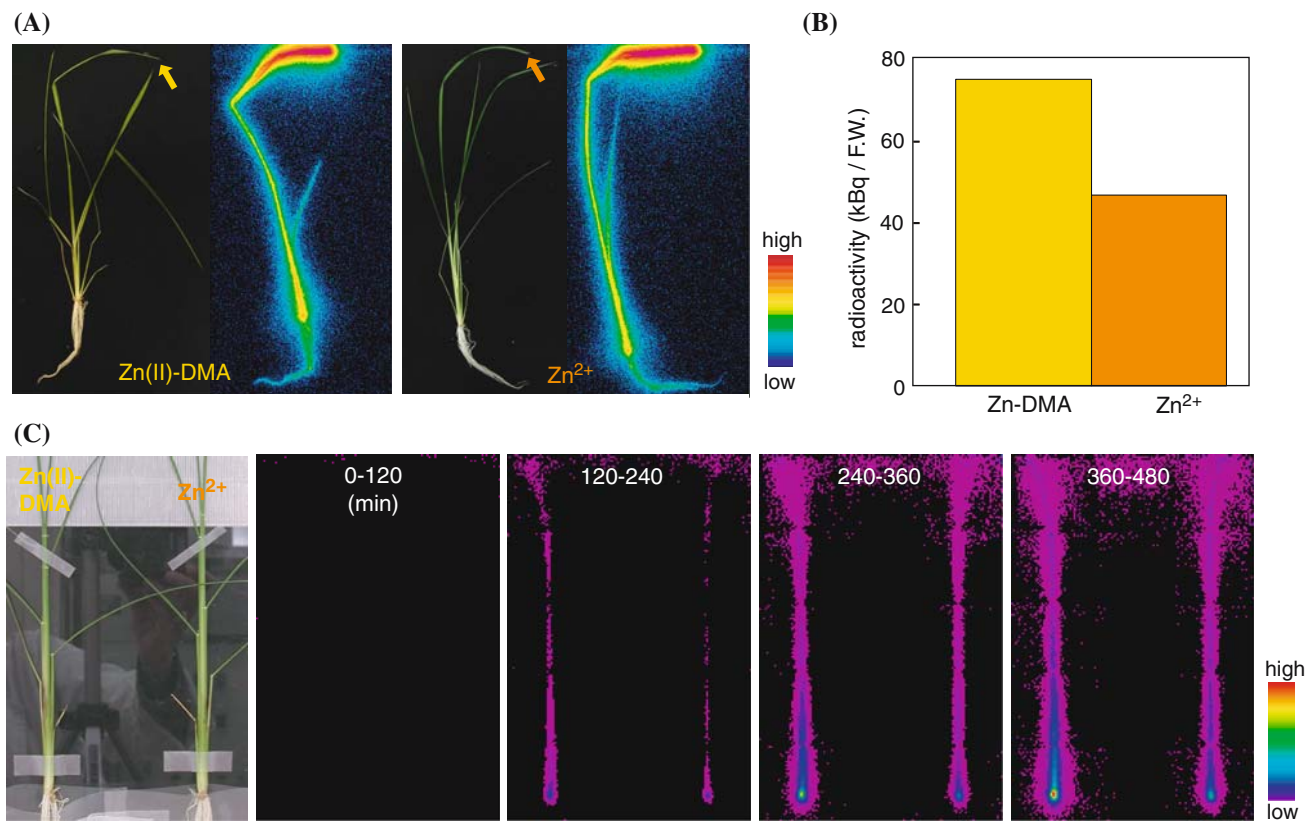 (A)
Zn(II)-DMA
Zn2+
high
low
(B)
radioactivity (kBq / F.W.)
80
60
40
20
0
Zn-DMA
Zn2+
(C)
Zn(II)-
DMA
Zn2+
0-120
(min)
120-240
240-360
360-480
high
low